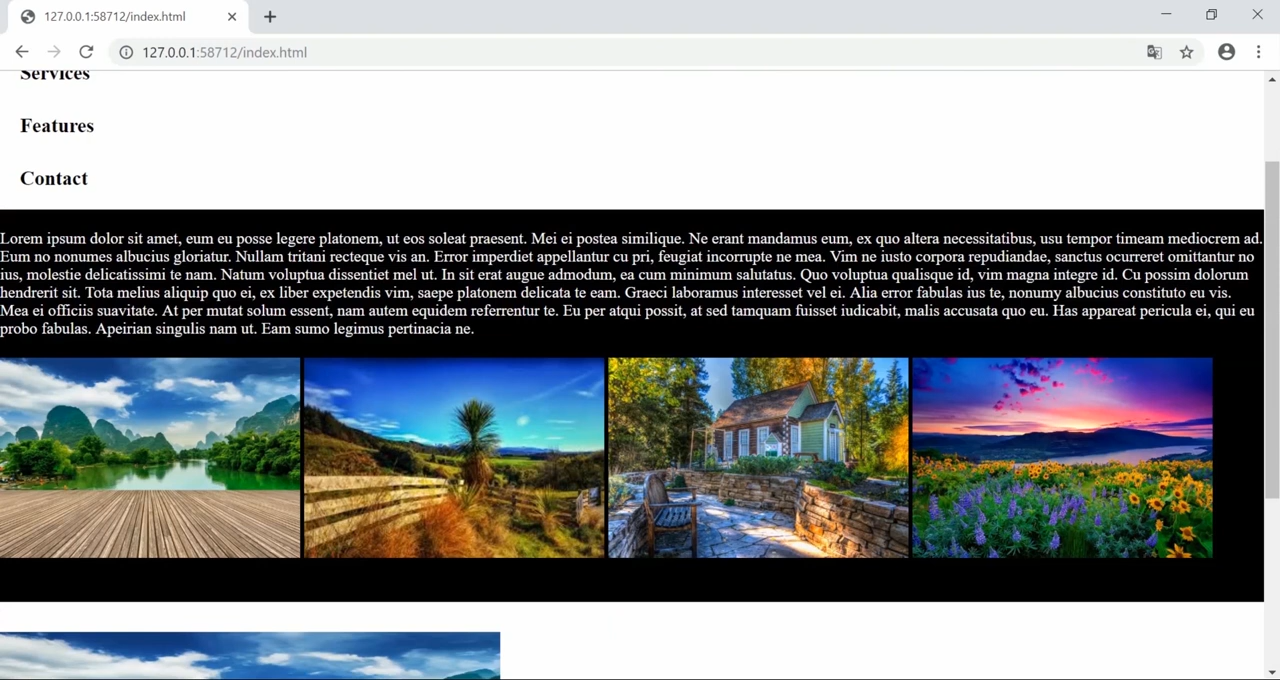 127.0.0.1:58712/index.html
127.0.0.1:58712/index.html
Services
Features
Contact
Lorem ipsum dolor sit amet, eum eu posse legere platonem, ut eos soleat praesent. Mei ei postea similique. Ne erant mandamus eum, ex quo altera necessitatibus, usu tempor timeam mediocrem ad.
Eum no nonumes albucius gloriatur. Nullam tritani recteque vis an. Error imperdiet appellantur cu pri, feugiat incorrupte ne mea. Vim ne iusto corpora repudiandae, sanctus ocurreret omittantur no
ius, molestie delicatissimi te nam. Natum voluptua dissentiet mel ut. In sit erat augue admodum, ea cum minimum salutatus. Quo voluptua qualisque id, vim magna integre id. Cu possim dolorum
hendrerit sit. Tota melius aliquip quo ei, ex liber expetendis vim, saepe platonem delicata te eam. Graeci laboramus interesset vel ei. Alia error fabulas ius te, nonumy albucius constituto eu vis.
Mea ei officiis suavitate. At per mutat solum essent, nam autem equidem referrentur te. Eu per atqui possit, at sed tamquam fuisset iudicabit, malis accusata quo eu. Has appareat pericula ei, qui eu
probo fabulas. Apeirian singulis nam ut. Eam sumo legimus pertinacia ne.